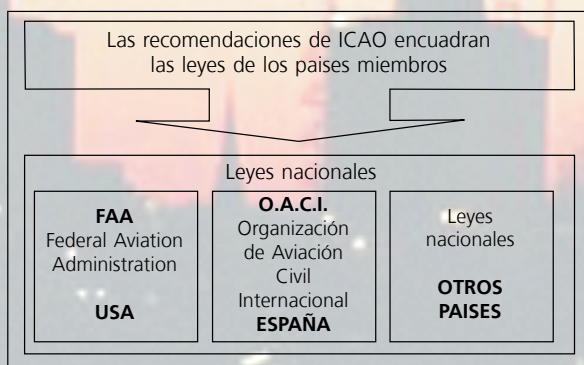 Las recomendaciones de ICAO encuadran
las leyes de los paises miembros
Leyes nacionales
FAA
Federal Aviation
Administration
USA
O.A.C.I.
Organización
de Aviación
Civil
Internacional
ESPAÑA
Leyes
nacionales
OTROS
PAISES